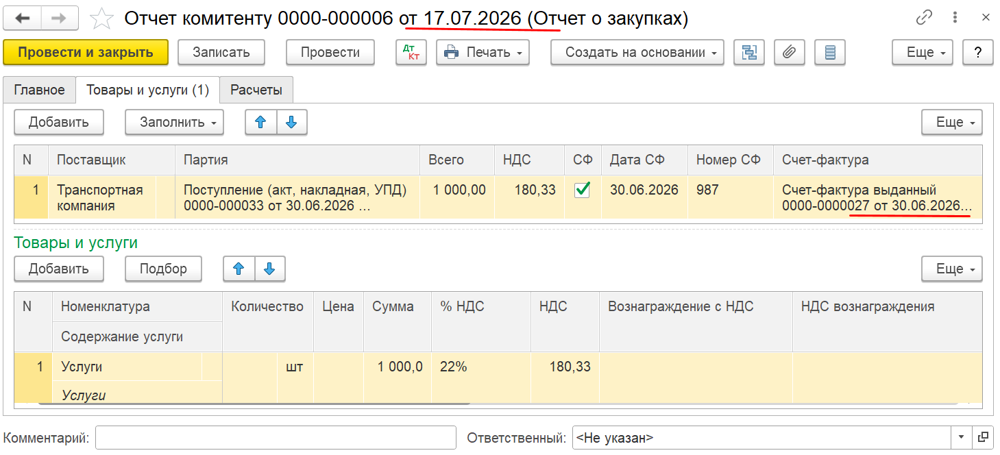 Отчет комитенту 0000-000006 от 17.07.2026 (Отчет о закупках)
Провести и закрыть Записать Провести Дт Кт Печать Создать на основании Еще ?
Главное Товары и услуги (1) Расчеты
Добавить Заполнить Еще
N Поставщик Партия Всего НДС СФ Дата СФ Номер СФ Счет-фактура
1 Транспортная Поступление (акт, накладная, УПД) 1 000,00 180,33 30.06.2026 987 Счет-фактура выданный
компания 0000-000033 от 30.06.2026 ... 0000-0000027 от 30.06.2026...
Товары и услуги
Добавить Подбор Еще
N Номенклатура Количество Цена Сумма % НДС НДС Вознаграждение с НДС НДС вознаграждения
Содержание услуги
1 Услуги шт 1 000,0 22% 180,33
Услуги
Комментарий: Ответственный: <Не указан>